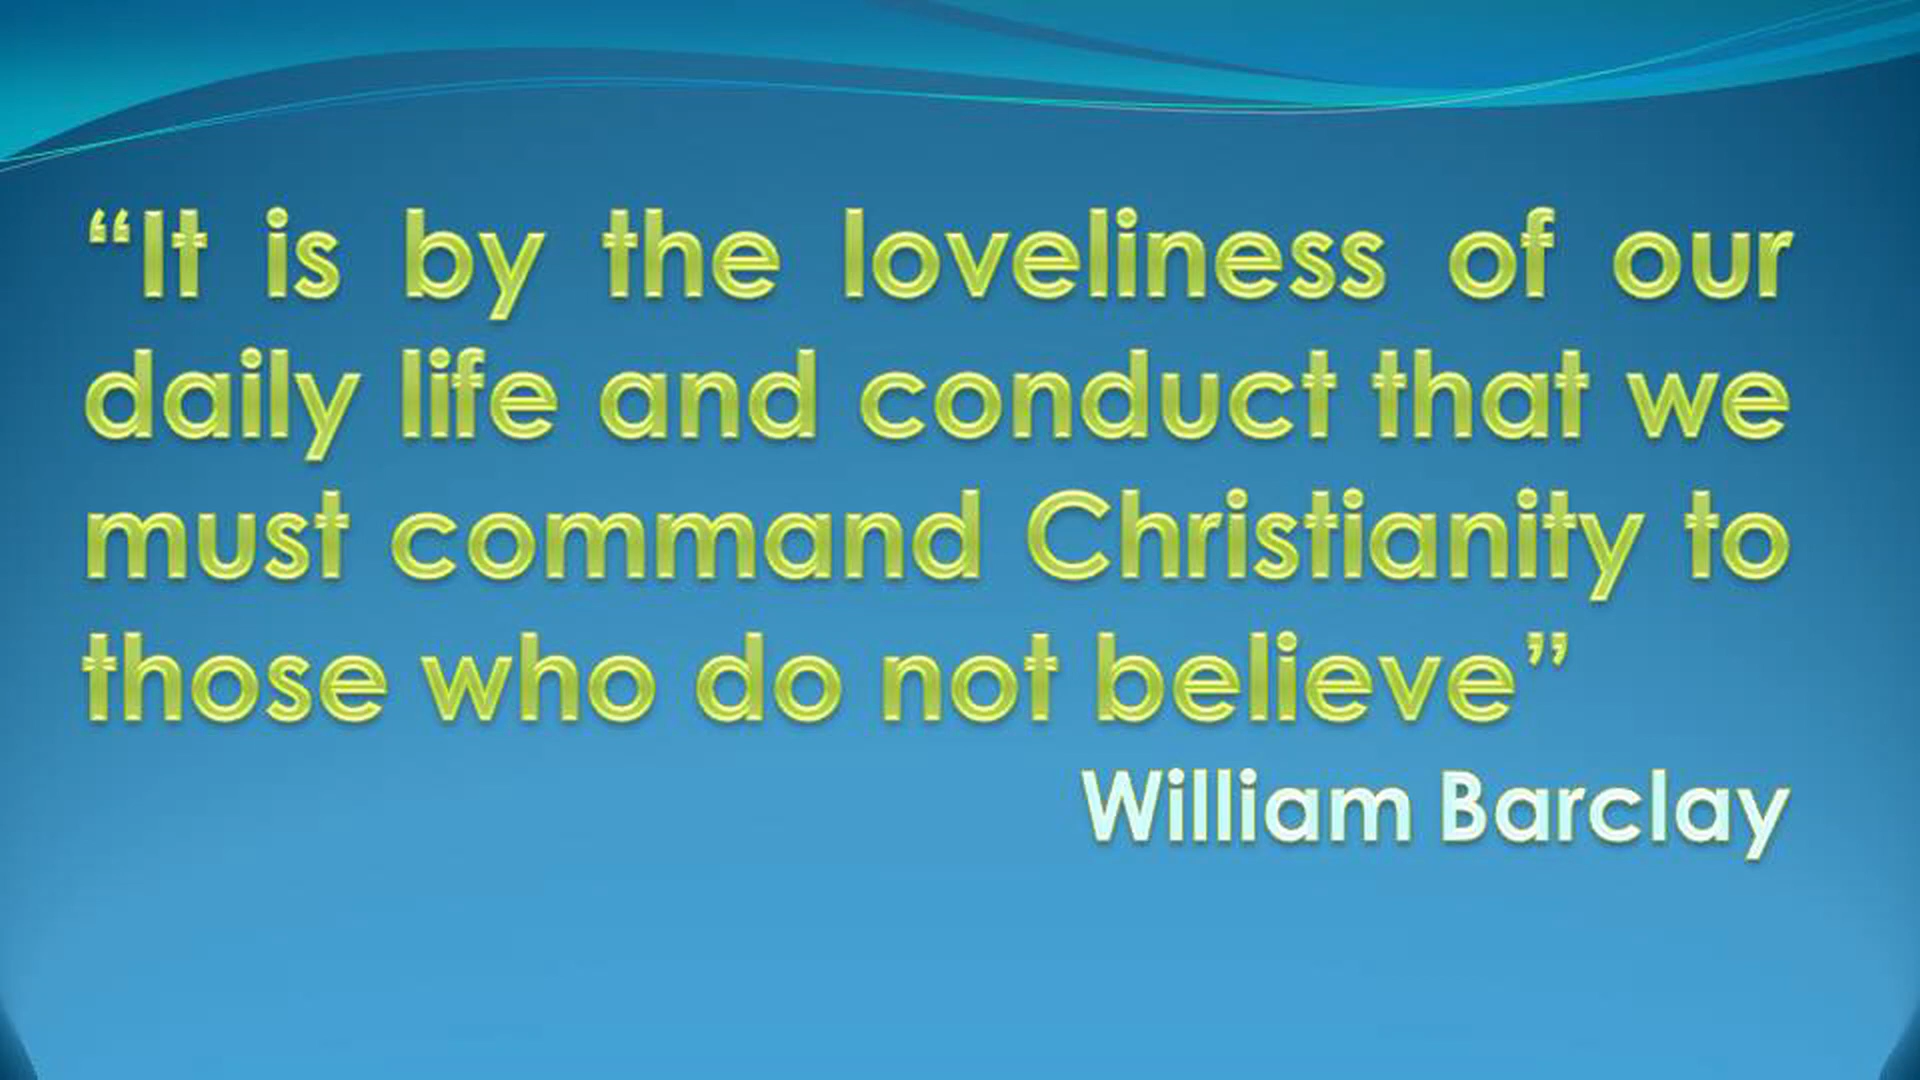 “It is by the loveliness of our
daily life and conduct that we
must command Christianity to
those who do not believe”
William Barclay